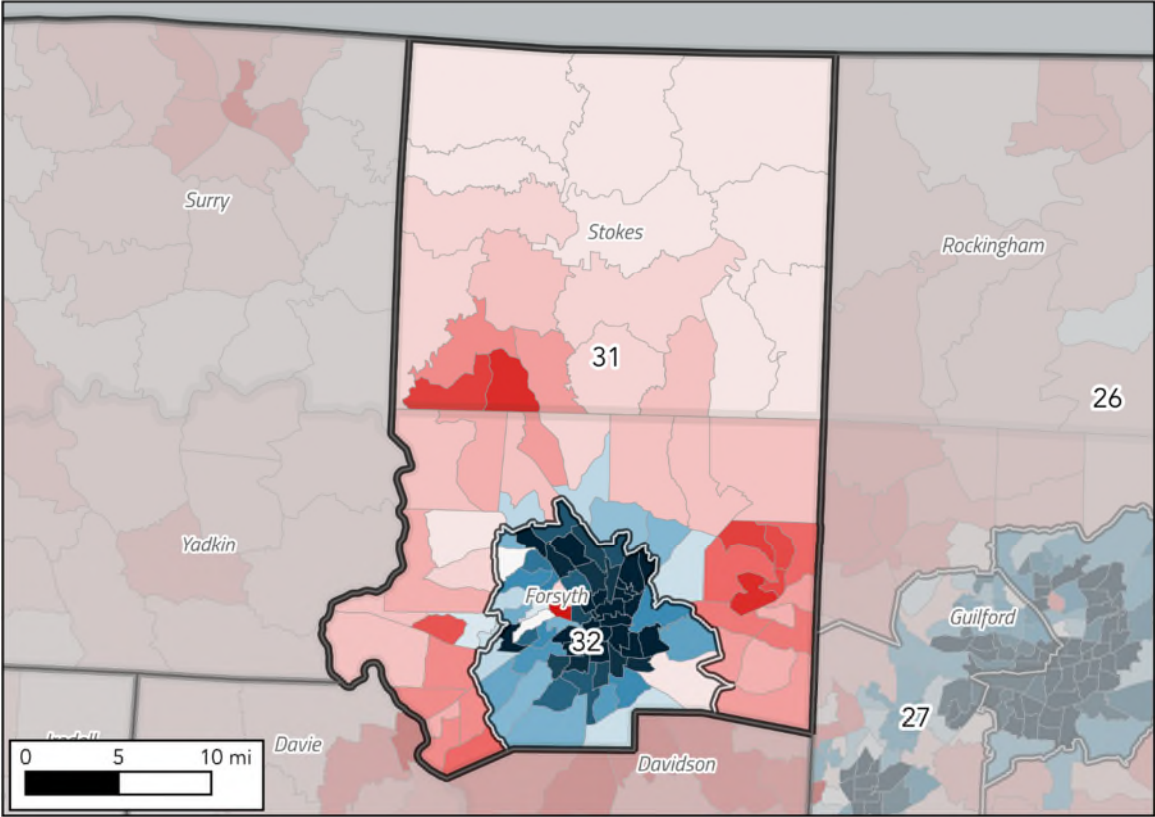 Surry
Stokes
Rockingham
31
26
Yadkin
Forsyth
Guilford
32
27
Davie
Davidson
0 5 10 mi